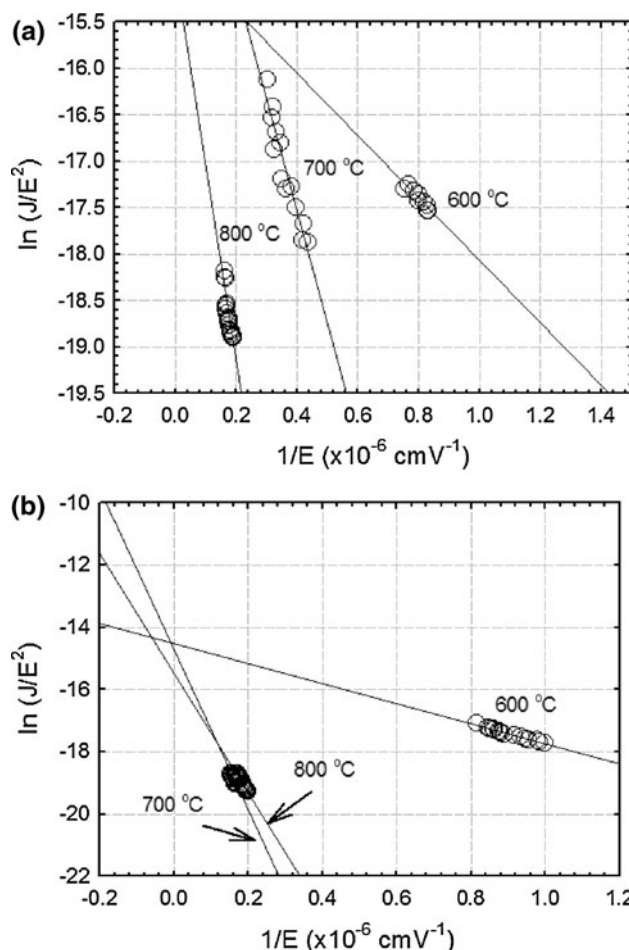 (a)
-15.5
-16.0
-16.5
-17.0
-17.5
-18.0
-18.5
-19.0
-19.5
ln (J/E²)
700 °C
600 °C
800 °C
-0.2 0.0 0.2 0.4 0.6 0.8 1.0 1.2 1.4
1/E (x10⁻⁶ cmV⁻¹)
(b)
-10
-12
-14
-16
-18
-20
-22
ln (J/E²)
600 °C
800 °C
700 °C
-0.2 0.0 0.2 0.4 0.6 0.8 1.0 1.2
1/E (x10⁻⁶ cmV⁻¹)